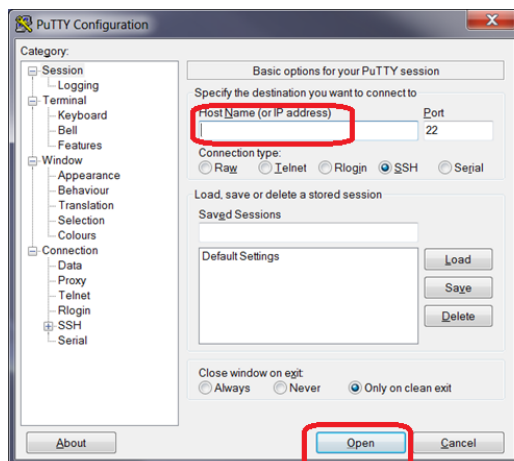 PuTTY Configuration
Category:
Session
Logging
Terminal
Keyboard
Bell
Features
Window
Appearance
Behaviour
Translation
Selection
Colours
Connection
Data
Proxy
Telnet
Rlogin
SSH
Serial
Basic options for your PuTTY session
Specify the destination you want to connect to
Host Name (or IP address) Port
22
Connection type:
Raw Telnet Rlogin SSH Serial
Load, save or delete a stored session
Saved Sessions
Default Settings
Load
Save
Delete
Close window on exit:
Always Never Only on clean exit
About Open Cancel